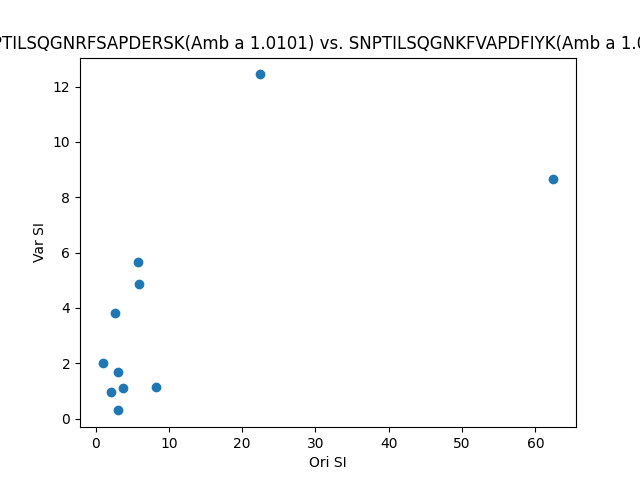 PTILSQGNRFSAPDERSK(Amb a 1.0101) vs. SNPTILSQGNKFVAPDFIYK(Amb a 1.0
12
10
8
6
4
2
0
Var SI
0 10 20 30 40 50 60
Ori SI